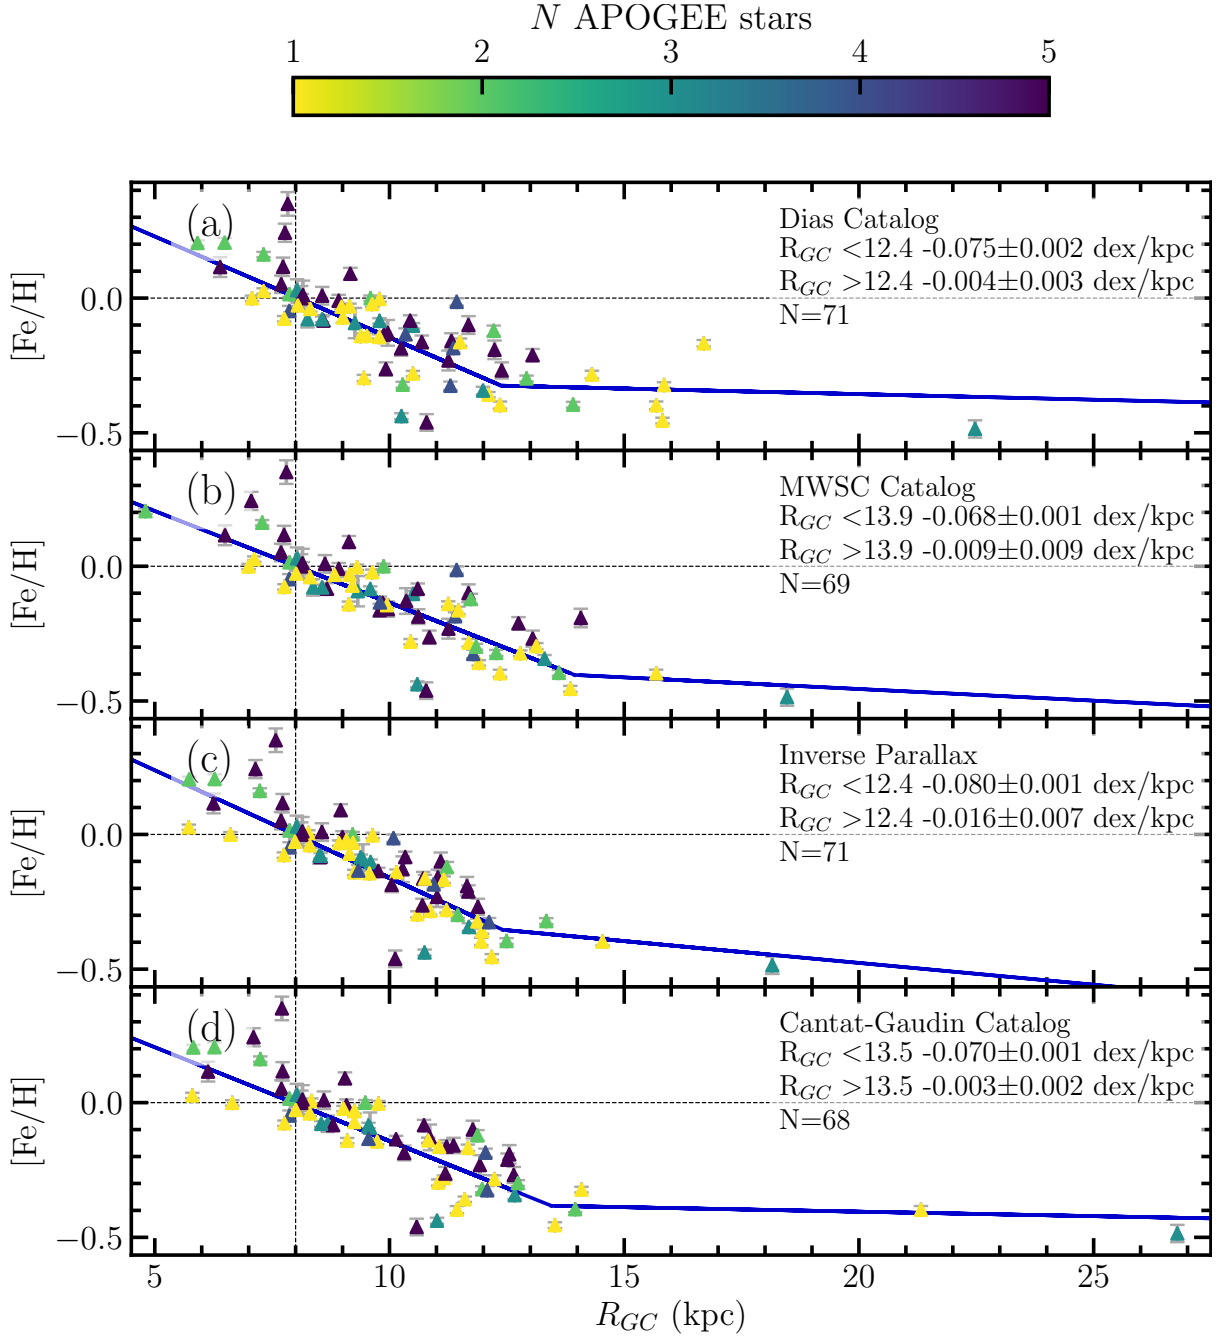 N APOGEE stars
1 2 3 4 5
(a)
Dias Catalog
R_GC <12.4 -0.075±0.002 dex/kpc
R_GC >12.4 -0.004±0.003 dex/kpc
N=71
[Fe/H]
0.0
−0.5
(b)
MWSC Catalog
R_GC <13.9 -0.068±0.001 dex/kpc
R_GC >13.9 -0.009±0.009 dex/kpc
N=69
[Fe/H]
0.0
−0.5
(c)
Inverse Parallax
R_GC <12.4 -0.080±0.001 dex/kpc
R_GC >12.4 -0.016±0.007 dex/kpc
N=71
[Fe/H]
0.0
−0.5
(d)
Cantat-Gaudin Catalog
R_GC <13.5 -0.070±0.001 dex/kpc
R_GC >13.5 -0.003±0.002 dex/kpc
N=68
[Fe/H]
0.0
−0.5
5 10 15 20 25
R_GC (kpc)